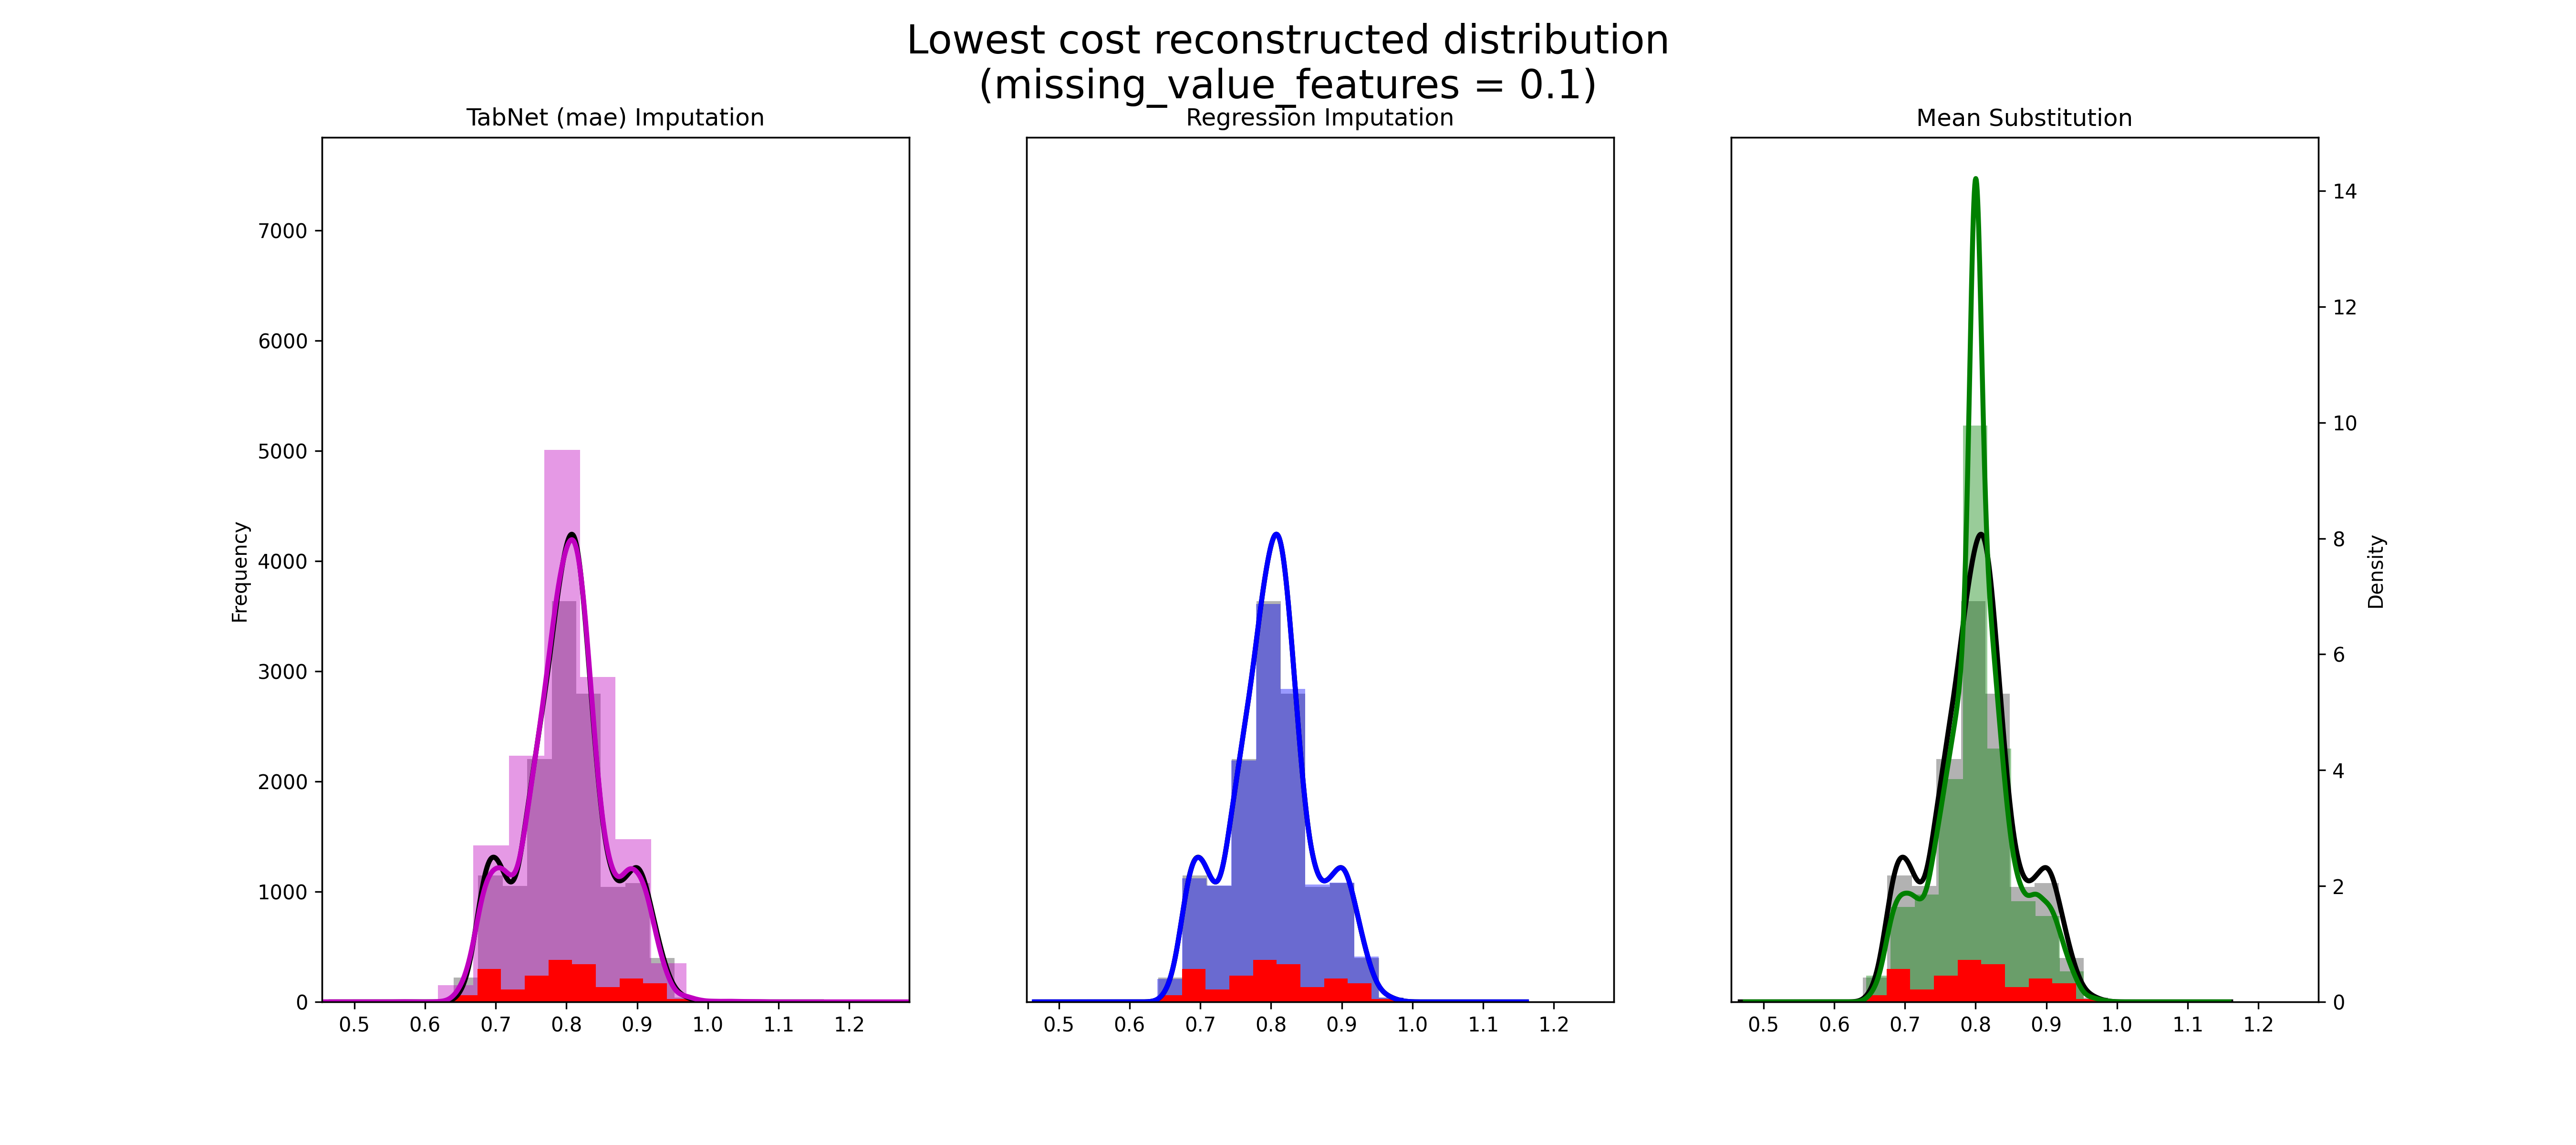 Lowest cost reconstructed distribution
(missing_value_features = 0.1)
TabNet (mae) Imputation
Regression Imputation
Mean Substitution
Frequency
7000
6000
5000
4000
3000
2000
1000
0
0.5 0.6 0.7 0.8 0.9 1.0 1.1 1.2
0.5 0.6 0.7 0.8 0.9 1.0 1.1 1.2
0.5 0.6 0.7 0.8 0.9 1.0 1.1 1.2
14
12
10
8
6
4
2
0
Density